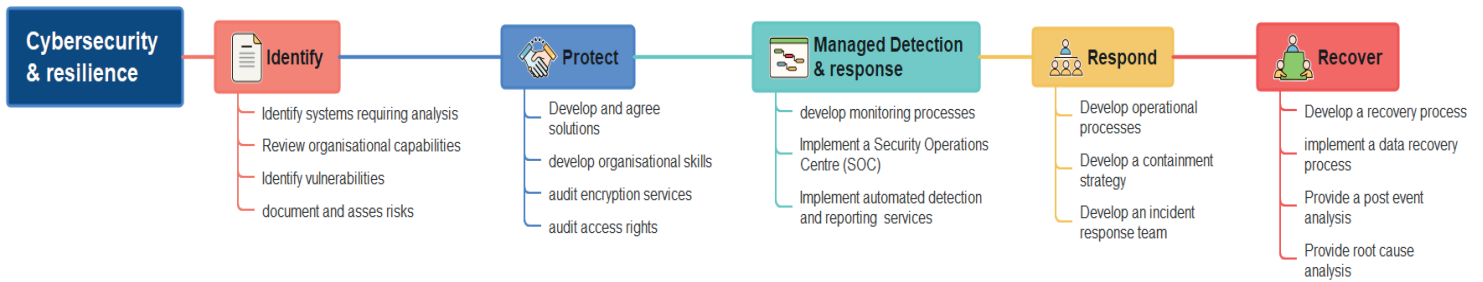 Cybersecurity
& resilience
Identify
Identify systems requiring analysis
Review organisational capabilities
Identify vulnerabilities
document and asses risks
Protect
Develop and agree
solutions
develop organisational skills
audit encryption services
audit access rights
Managed Detection
& response
develop monitoring processes
Implement a Security Operations
Centre (SOC)
Implement automated detection
and reporting services
Respond
Develop operational
processes
Develop a containment
strategy
Develop an incident
response team
Recover
Develop a recovery process
implement a data recovery
process
Provide a post event
analysis
Provide root cause
analysis